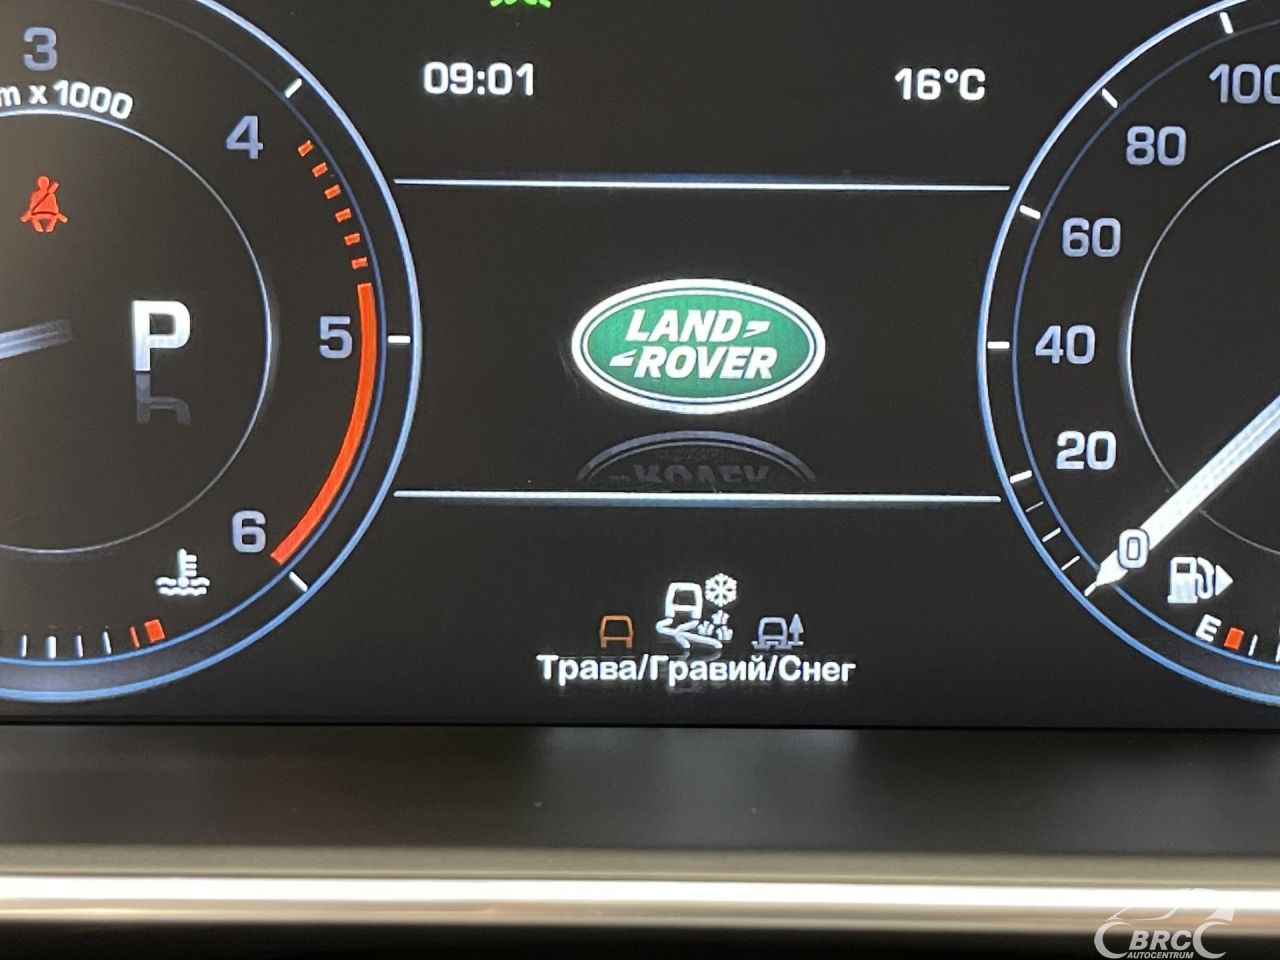 3
m x 1000
4
5
6
P
09:01
16°C
LAND
ROVER
Трава/Гравий/Снег
100
80
60
40
20
0
E
BRC
AUTOCENTRUM